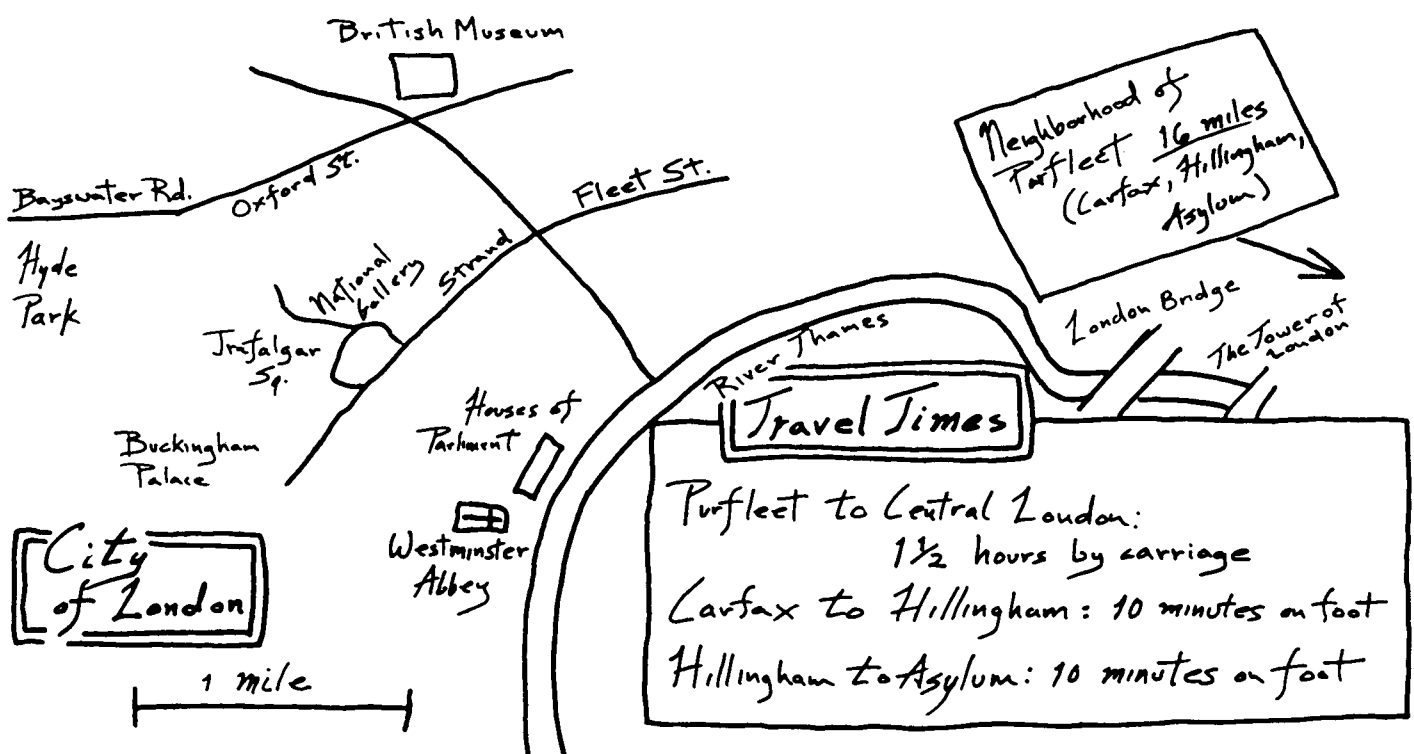 British Museum
Neighborhood of
Purfleet 16 miles
(Carfax, Hillingham,
Asylum)
Bayswater Rd.
Oxford St.
Fleet St.
Hyde
Park
National
Gallery
Strand
Trafalgar
Sq.
London Bridge
The Tower of
London
River Thames
Houses of
Parliment
Buckingham
Palace
Westminster
Abbey
City
of London
1 mile
Travel Times
Purfleet to Central London:
1 1/2 hours by carriage
Carfax to Hillingham: 10 minutes on foot
Hillingham to Asylum: 10 minutes on foot